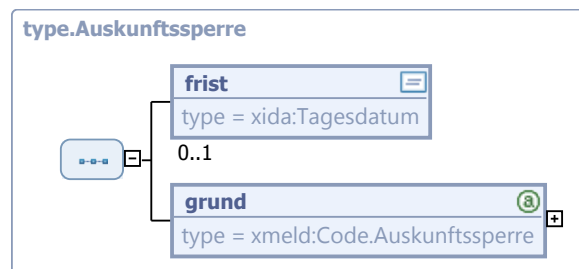 type.Auskunftssperre
frist
type = xida:Tagesdatum
0..1
grund
type = xmeld:Code.Auskunftssperre